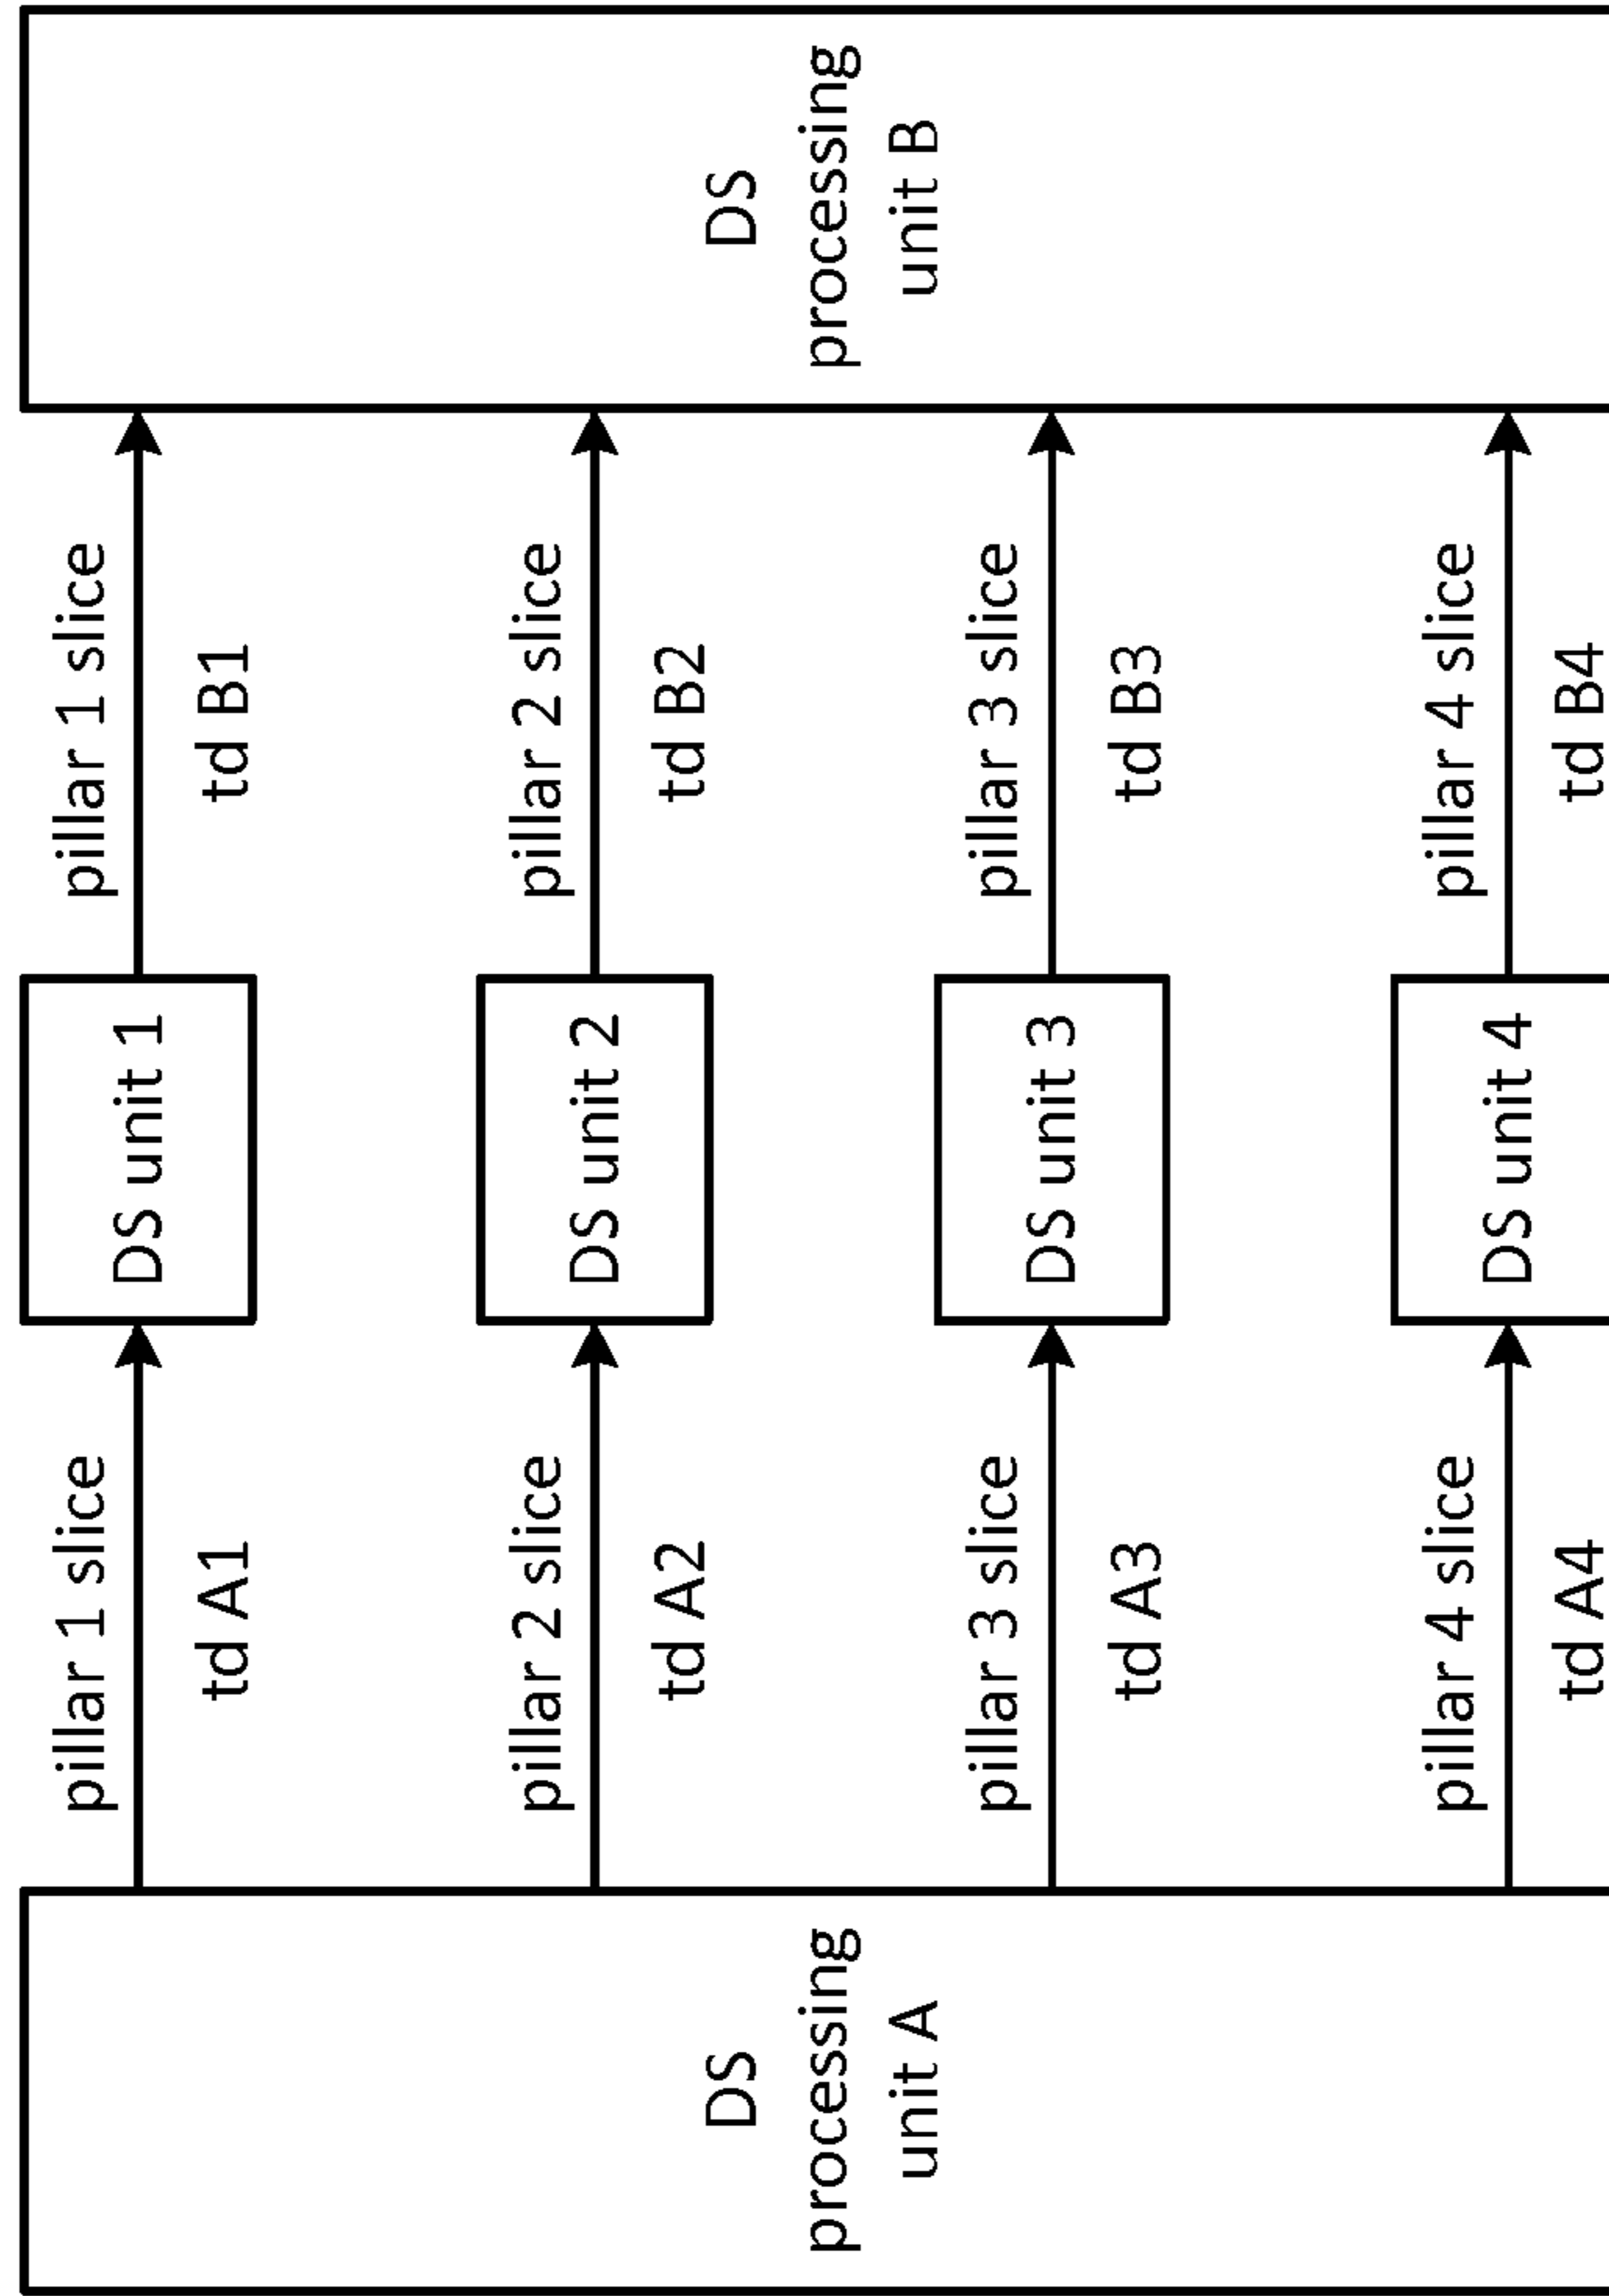 DS
processing
unit A
pillar 1 slice
td A1
DS unit 1
pillar 1 slice
td B1
pillar 2 slice
td A2
DS unit 2
pillar 2 slice
td B2
pillar 3 slice
td A3
DS unit 3
pillar 3 slice
td B3
pillar 4 slice
td A4
DS unit 4
pillar 4 slice
td B4
DS
processing
unit B